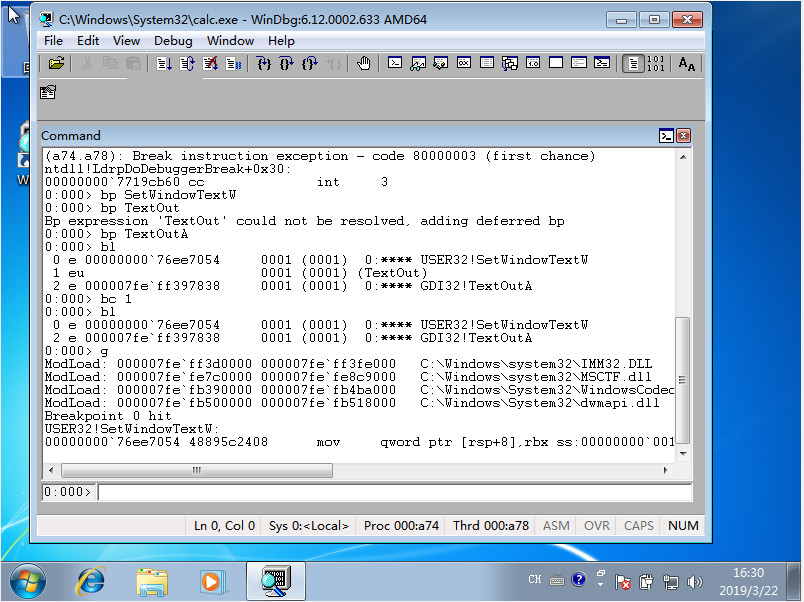 C:\Windows\System32\calc.exe - WinDbg:6.12.0002.633 AMD64
File Edit View Debug Window Help
Command
(a74.a78): Break instruction exception - code 80000003 (first chance)
ntdll!LdrpDoDebuggerBreak+0x30:
00000000`7719cb60 cc int 3
0:000> bp SetWindowTextW
0:000> bp TextOut
Bp expression 'TextOut' could not be resolved, adding deferred bp
0:000> bp TextOutA
0:000> bl
0 e 00000000`76ee7054 0001 (0001) 0:**** USER32!SetWindowTextW
1 eu 0001 (0001) (TextOut)
2 e 000007fe`ff397838 0001 (0001) 0:**** GDI32!TextOutA
0:000> bc 1
0:000> bl
0 e 00000000`76ee7054 0001 (0001) 0:**** USER32!SetWindowTextW
2 e 000007fe`ff397838 0001 (0001) 0:**** GDI32!TextOutA
0:000> g
ModLoad: 000007fe`ff3d0000 000007fe`ff3fe000 C:\Windows\system32\IMM32.DLL
ModLoad: 000007fe`fe7c0000 000007fe`fe8c9000 C:\Windows\system32\MSCTF.dll
ModLoad: 000007fe`fb390000 000007fe`fb4ba000 C:\Windows\system32\WindowsCodec
ModLoad: 000007fe`fb500000 000007fe`fb518000 C:\Windows\system32\dwmapi.dll
Breakpoint 0 hit
USER32!SetWindowTextW:
00000000`76ee7054 48895c2408 mov qword ptr [rsp+8],rbx ss:00000000`001
0:000>
Ln 0, Col 0 Sys 0:<Local> Proc 000:a74 Thrd 000:a78 ASM OVR CAPS NUM
CH
16:30
2019/3/22